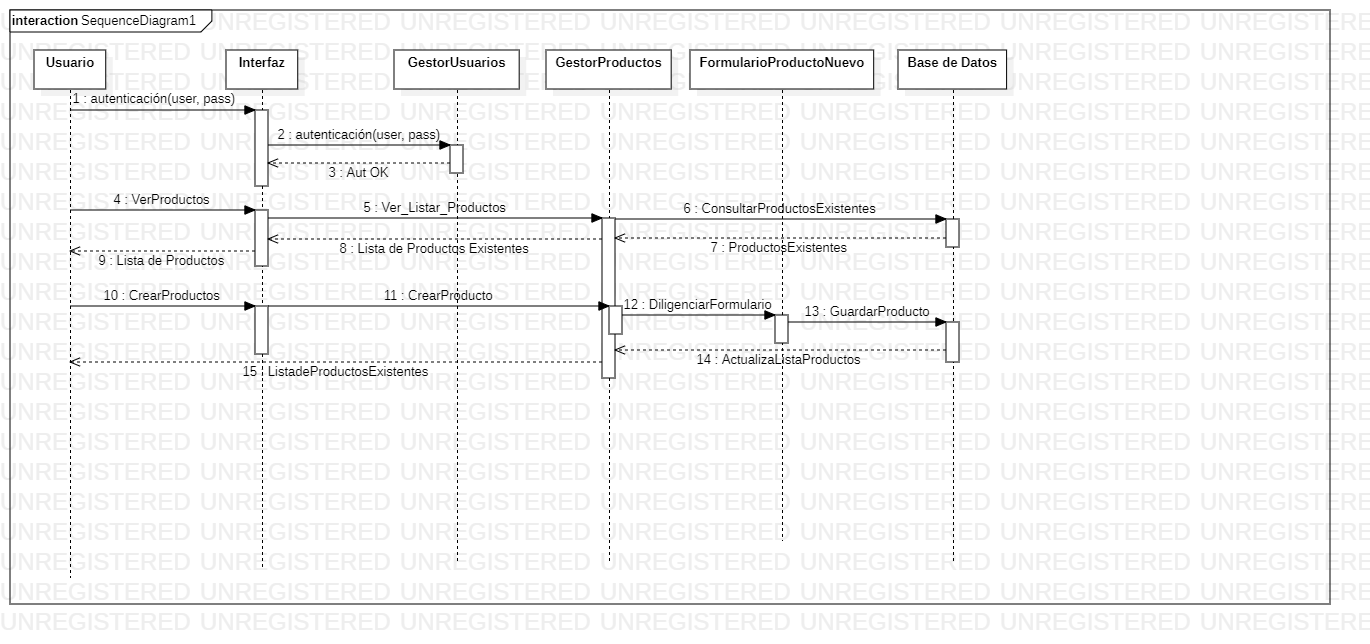 interaction SequenceDiagram1
Usuario
Interfaz
GestorUsuarios
GestorProductos
FormularioProductoNuevo
Base de Datos
1 : autenticación(user, pass)
2 : autenticación(user, pass)
3 : Aut OK
4 : VerProductos
5 : Ver_Listar_Productos
6 : ConsultarProductosExistentes
7 : ProductosExistentes
8 : Lista de Productos Existentes
9 : Lista de Productos
10 : CrearProductos
11 : CrearProducto
12 : DiligenciarFormulario
13 : GuardarProducto
14 : ActualizaListaProductos
15 : ListadeProductosExistentes
UNREGISTERED